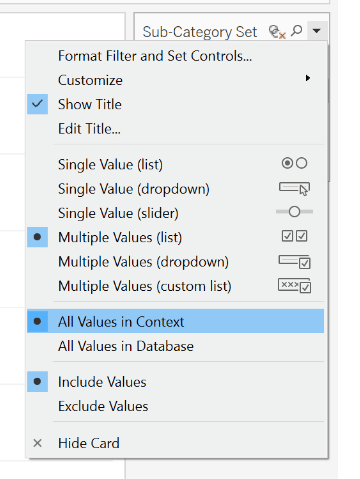 Sub-Category Set
Format Filter and Set Controls...
Customize
Show Title
Edit Title...
Single Value (list)
Single Value (dropdown)
Single Value (slider)
Multiple Values (list)
Multiple Values (dropdown)
Multiple Values (custom list)
All Values in Context
All Values in Database
Include Values
Exclude Values
Hide Card